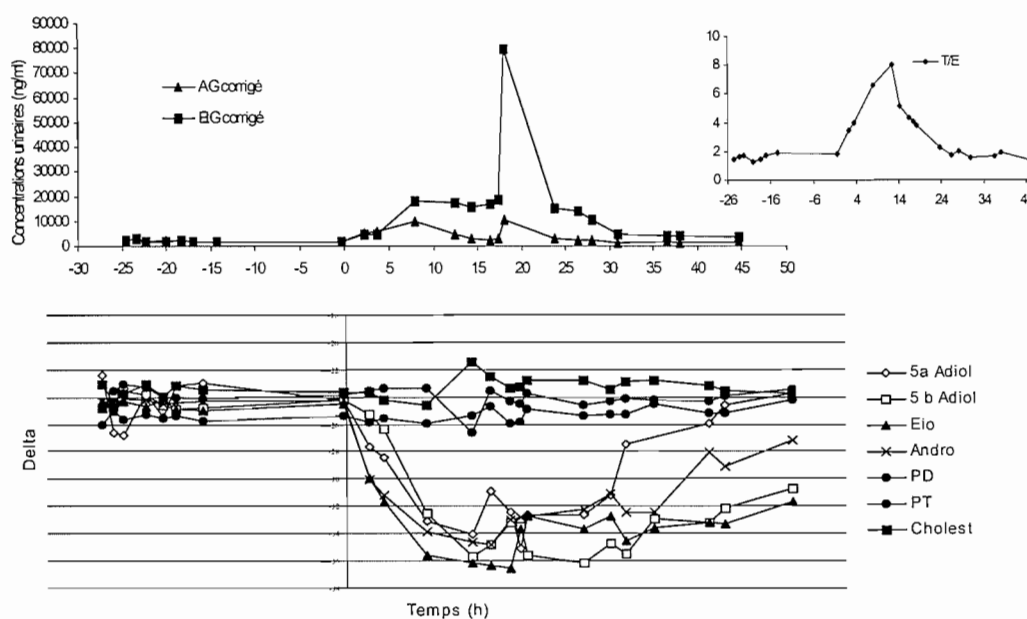 Concentrations urinaires (ng/ml)
90000
80000
70000
60000
50000
40000
30000
20000
10000
0
AG corrigé
EtG corrigé
-30 -25 -20 -15 -10 -5 0 5 10 15 20 25 30 35 40 45 50
10
8
6
4
2
0
T/E
-26 -16 -6 4 14 24 34 44
Delta
5a Adiol
5 b Adiol
Eio
Andro
PD
PT
Cholest
Temps (h)